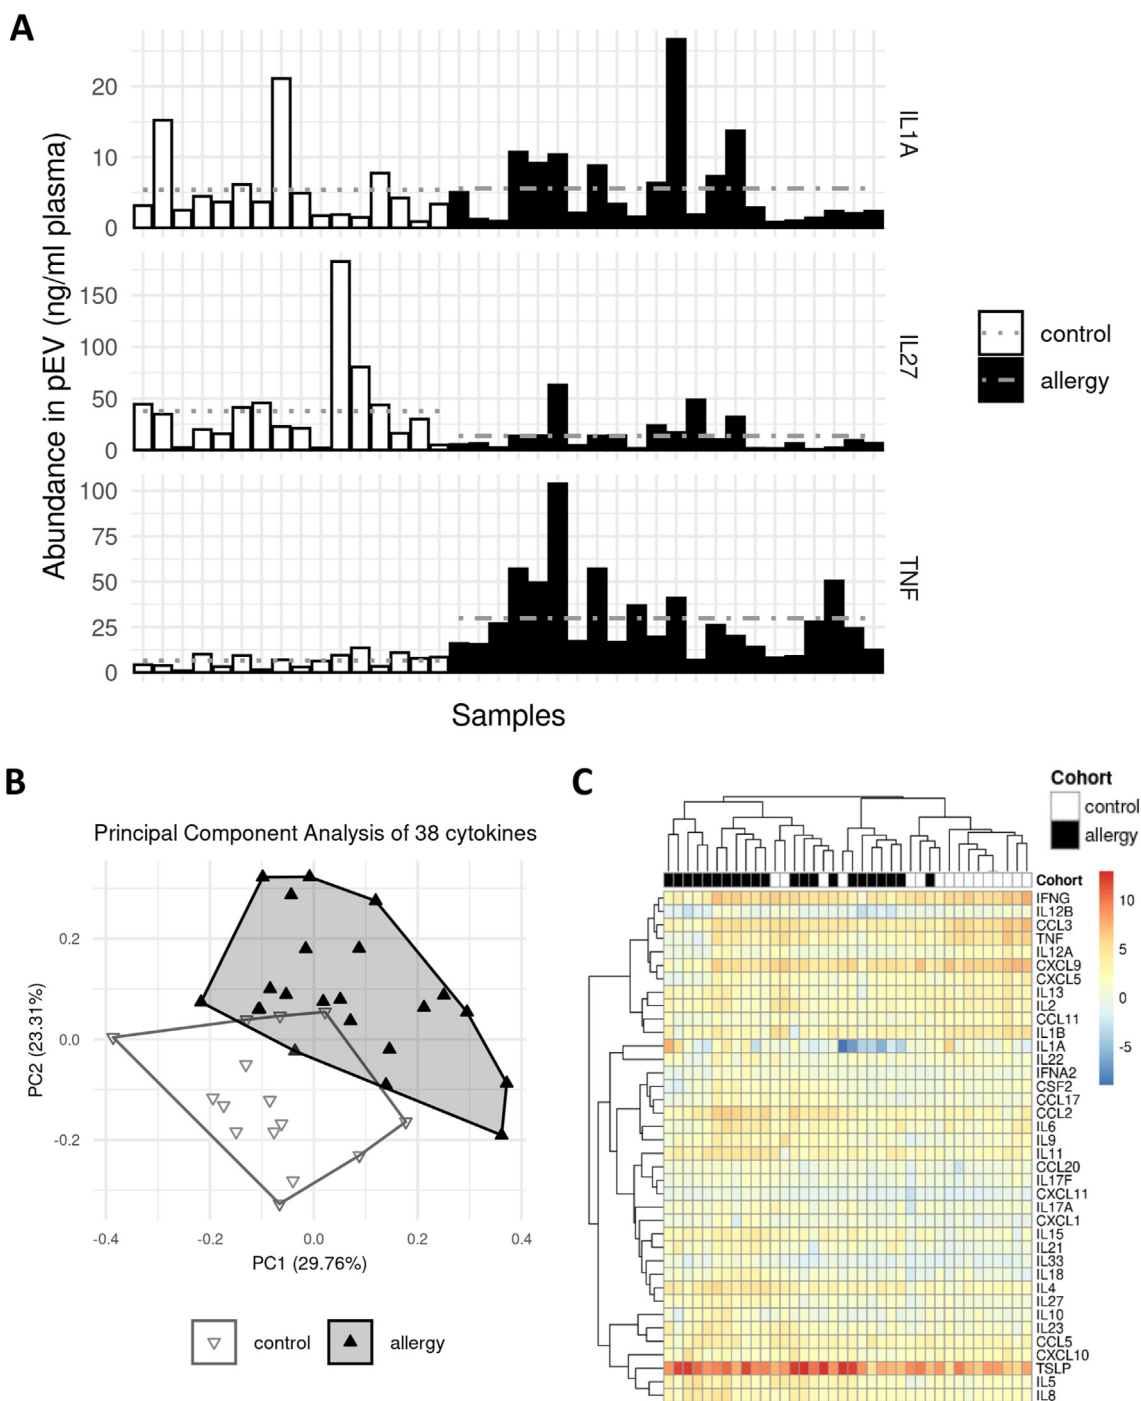 A
Abundance in pEV (ng/ml plasma)
20
10
0
IL1A
150
100
50
0
IL27
100
75
50
25
0
TNF
Samples
control
allergy
B
Principal Component Analysis of 38 cytokines
PC2 (23.31%)
0.2
0.0
-0.2
-0.4
-0.2
0.0
0.2
0.4
PC1 (29.76%)
control
allergy
C
Cohort
control
allergy
Cohort
10
5
0
-5
IFNG
IL12B
CCL3
TNF
IL12A
CXCL9
CXCL5
IL13
IL2
CCL11
IL1B
IL1A
IL22
IFNA2
CSF2
CCL17
CCL2
IL6
IL9
IL11
CCL20
IL17F
CXCL11
IL17A
CXCL1
IL15
IL21
IL33
IL18
IL4
IL27
IL10
IL23
CCL5
CXCL10
TSLP
IL5
IL8